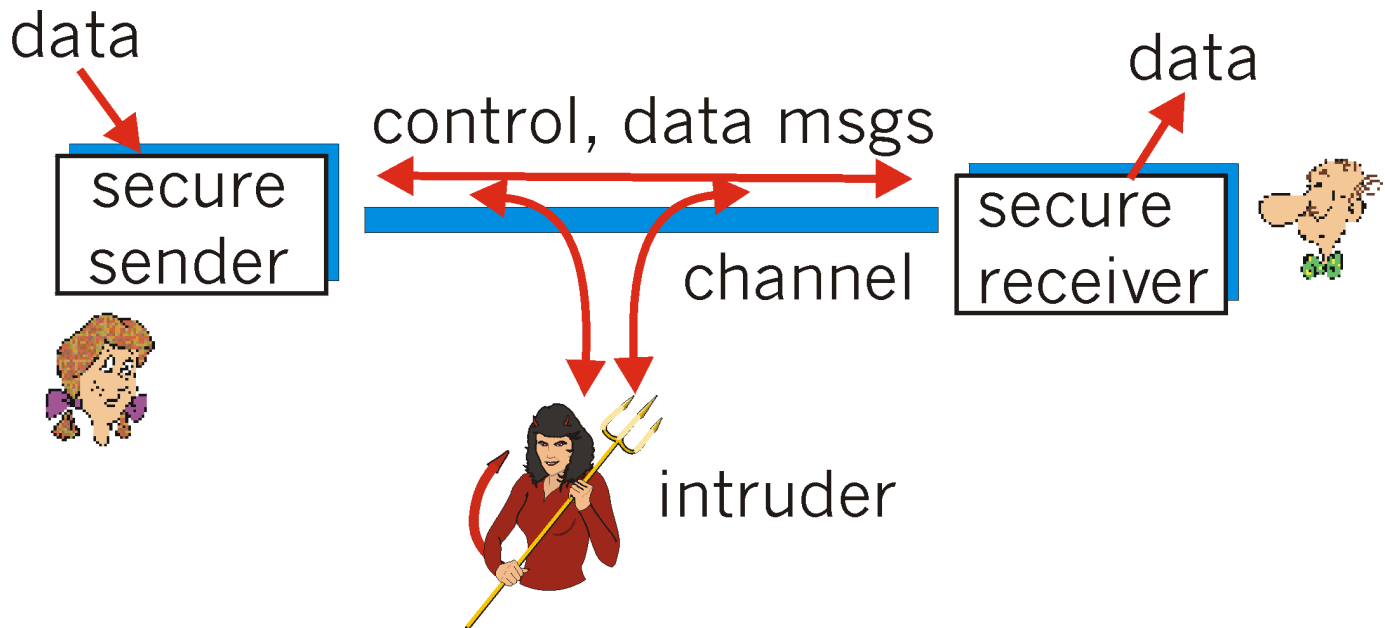 data
data
control, data msgs
secure
sender
secure
receiver
channel
intruder